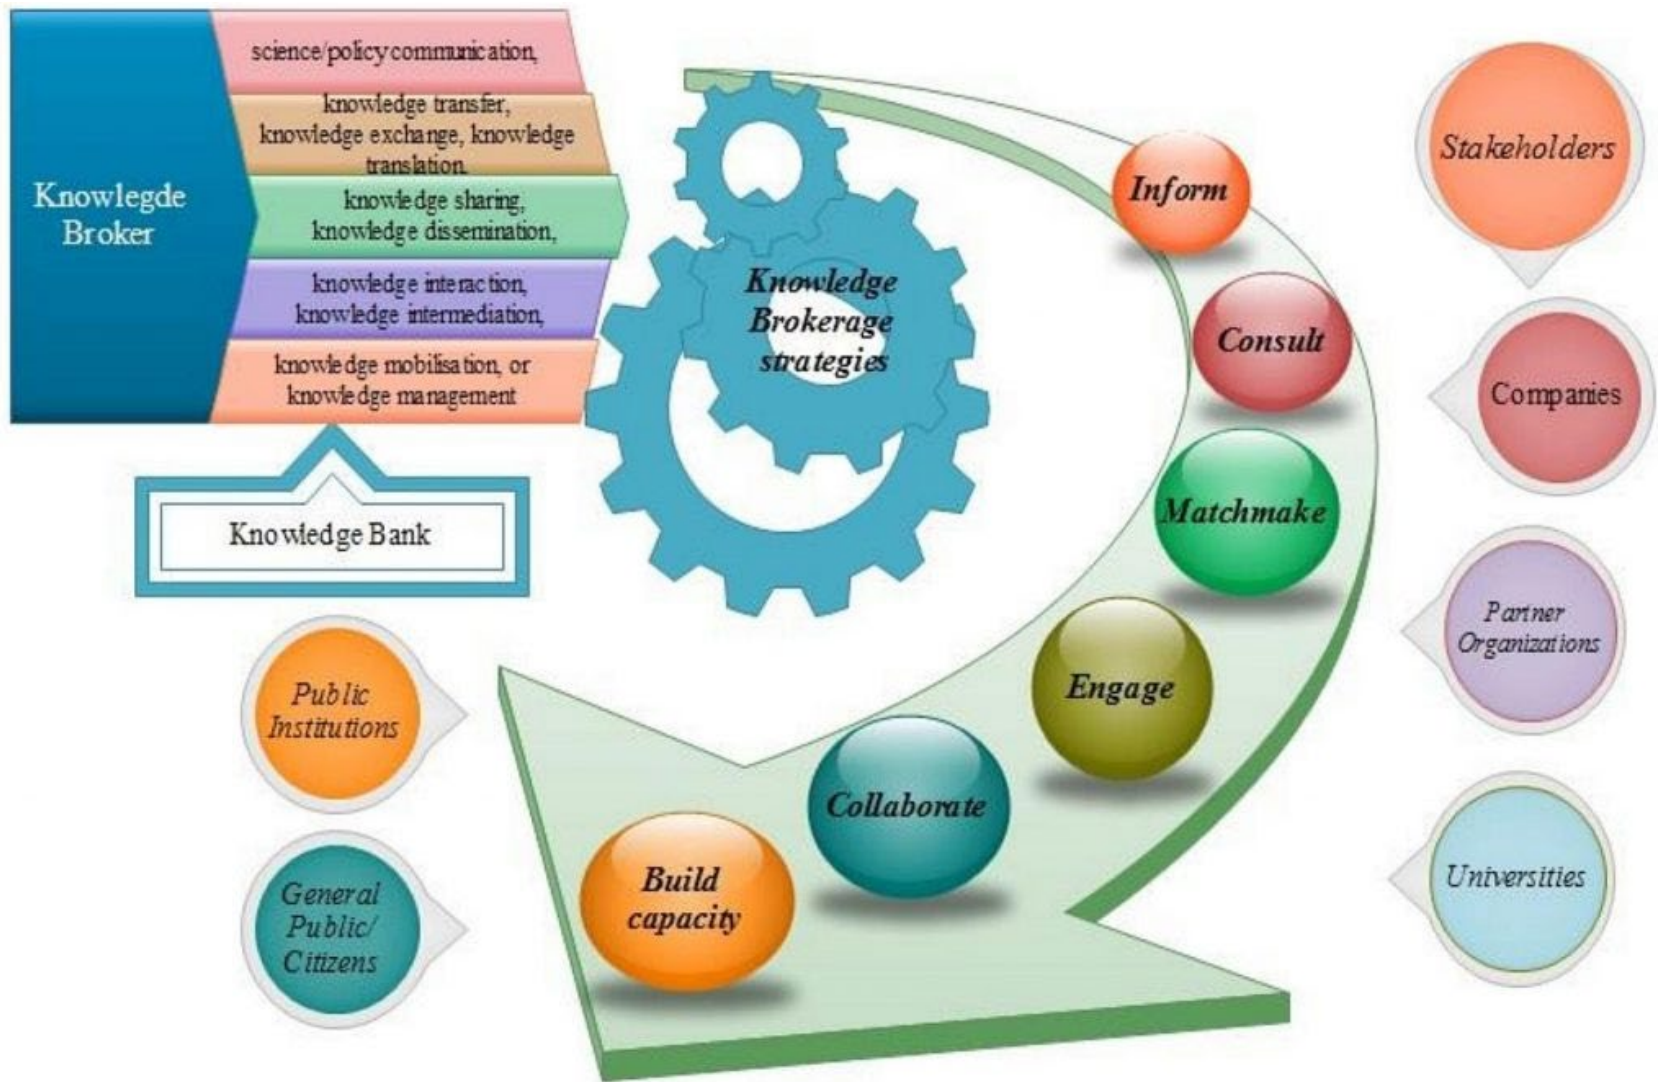 Knowlegde
Broker
science/policy communication,
knowledge transfer,
knowledge exchange, knowledge
translation.
knowledge sharing,
knowledge dissemination,
knowledge interaction,
knowledge intermediation,
knowledge mobilisation, or
knowledge management
Knowledge Bank
Knowledge
Brokerage
strategies
Inform
Consult
Matchmake
Engage
Collaborate
Build
capacity
Stakeholders
Companies
Partner
Organizations
Universities
Public
Institutions
General
Public/
Citizens